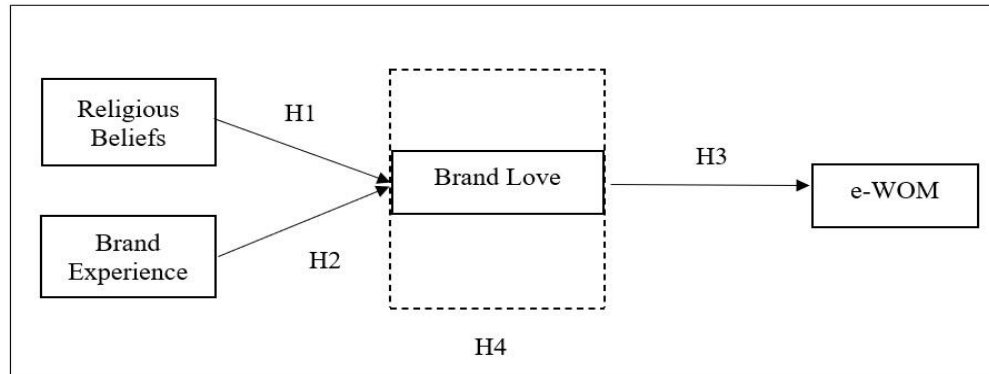 Religious
Beliefs
H1
Brand Love
H3
e-WOM
Brand
Experience
H2
H4